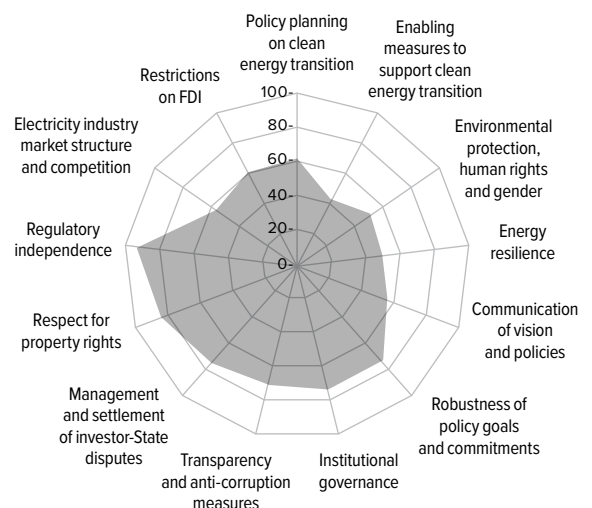 Policy planning
on clean
energy transition
Enabling
measures to
support clean
energy transition
Environmental
protection,
human rights
and gender
Energy
resilience
Communication
of vision
and policies
Robustness of
policy goals
and commitments
Institutional
governance
Transparency
and anti-corruption
measures
Management
and settlement
of investor-State
disputes
Respect for
property rights
Regulatory
independence
Electricity industry
market structure
and competition
Restrictions
on FDI
100
80
60
40
20
0